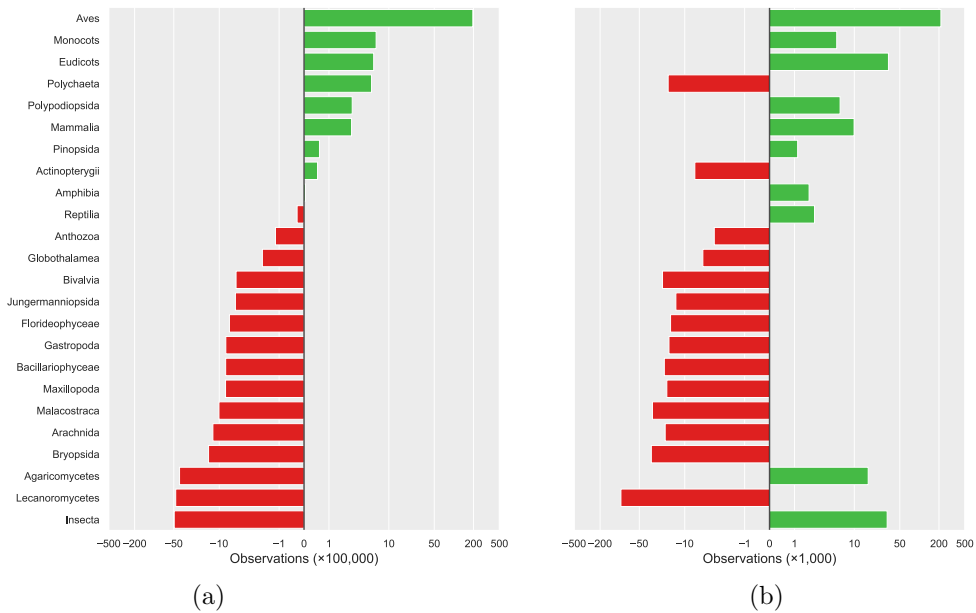 Aves
Monocots
Eudicots
Polychaeta
Polypodiopsida
Mammalia
Pinopsida
Actinopterygii
Amphibia
Reptilia
Anthozoa
Globothalamea
Bivalvia
Jungermanniopsida
Florideophyceae
Gastropoda
Bacillariophyceae
Maxillopoda
Malacostraca
Arachnida
Bryopsida
Agaricomycetes
Lecanoromycetes
Insecta
−500 −200 −50 −10 −1 0 1 10 50 200 500
Observations (×100,000)
(a)
−500 −200 −50 −10 −1 0 1 10 50 200 500
Observations (×1,000)
(b)